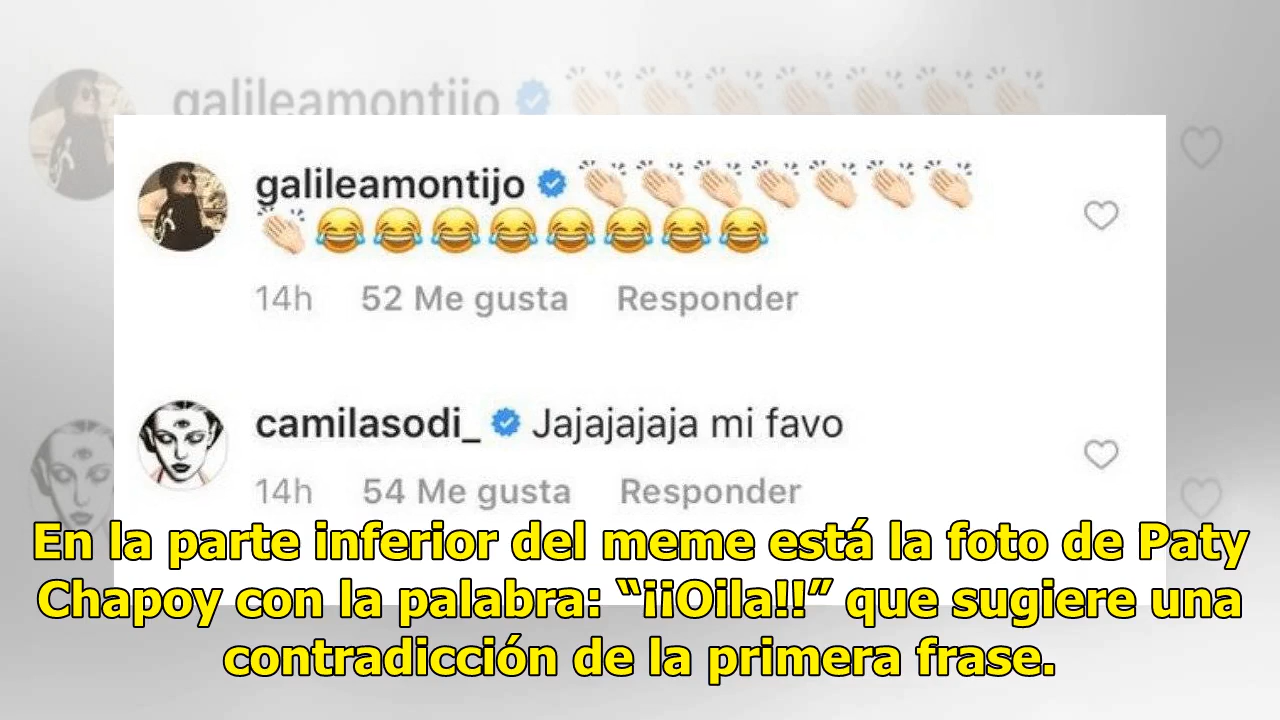 galileamontijo
galileamontijo 👏🏻👏🏻👏🏻👏🏻👏🏻👏🏻👏🏻
👏🏻😂😂😂😂😂😂😂😂
14h 52 Me gusta Responder
camilasodi_ Jajajajaja mi favo
14h 54 Me gusta Responder
En la parte inferior del meme está la foto de Paty
Chapoy con la palabra: “¡¡Oila!!” que sugiere una
contradicción de la primera frase.